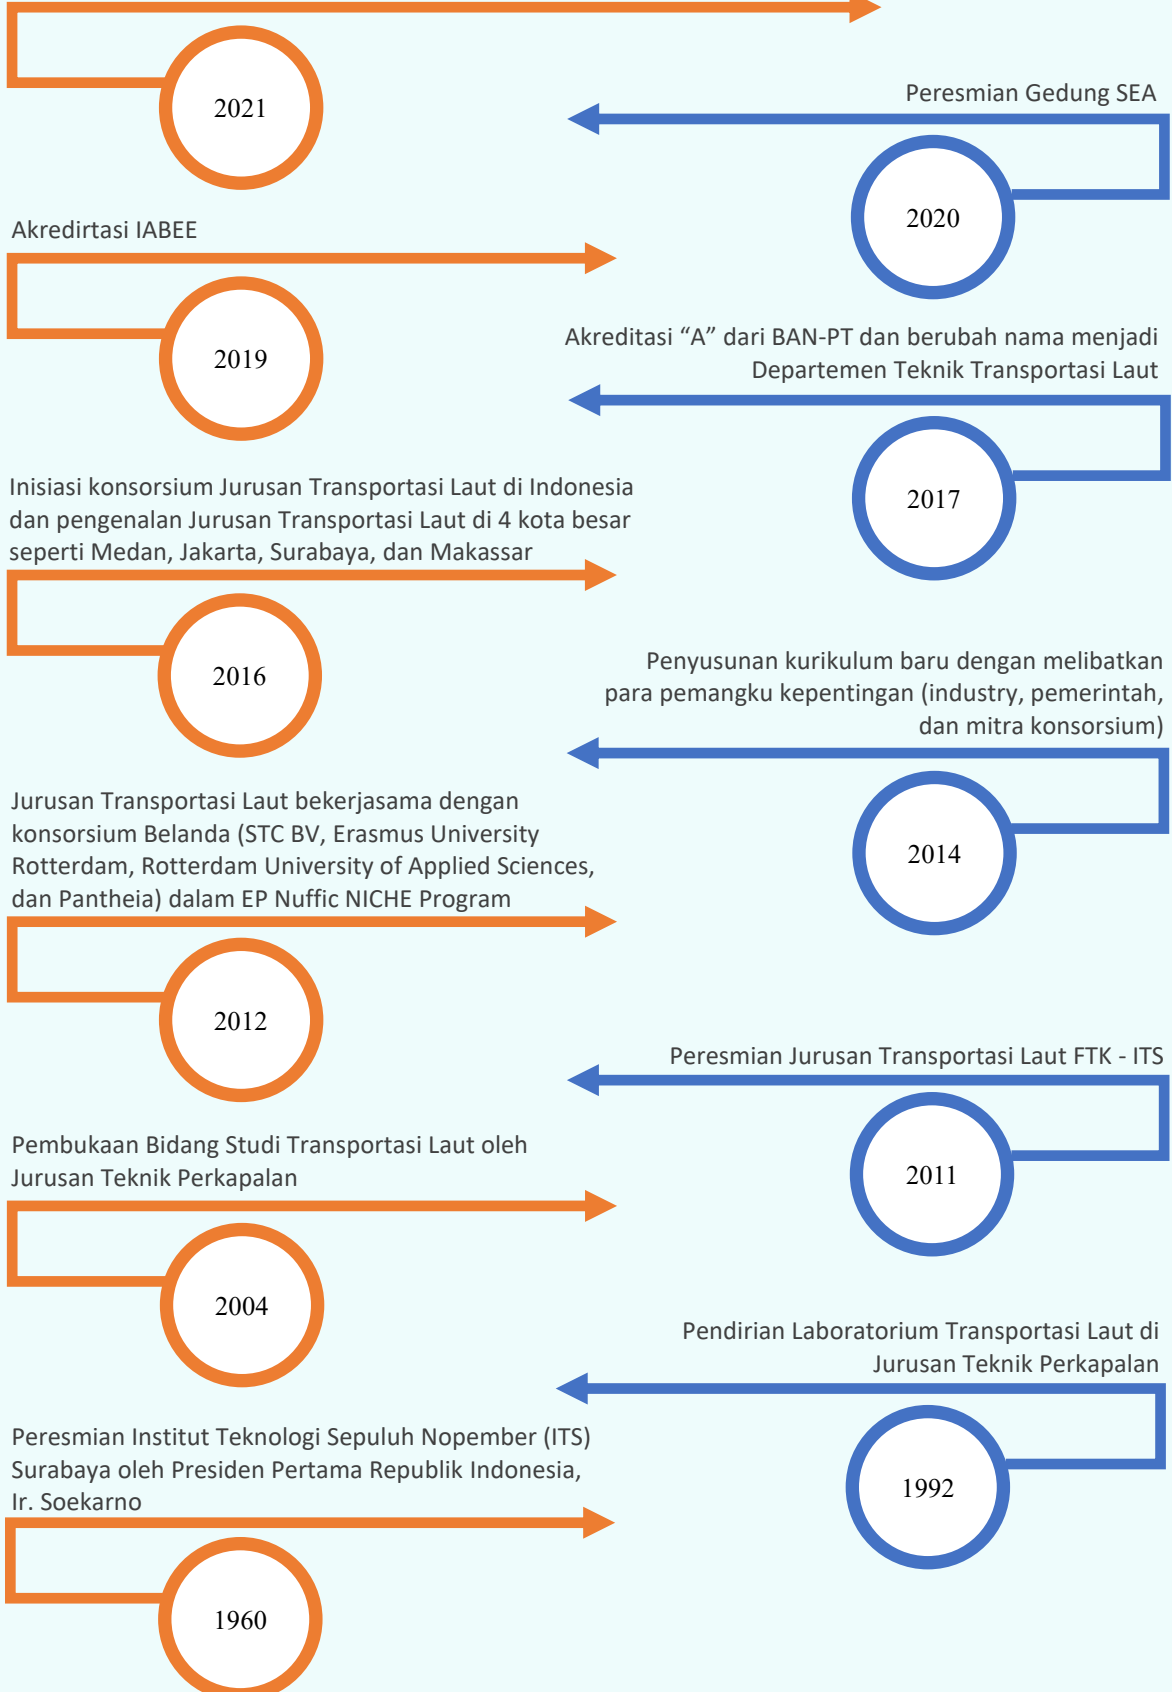 2021
Peresmian Gedung SEA
2020
Akredirtasi IABEE
2019
Akreditasi “A” dari BAN-PT dan berubah nama menjadi
Departemen Teknik Transportasi Laut
2017
Inisiasi konsorsium Jurusan Transportasi Laut di Indonesia
dan pengenalan Jurusan Transportasi Laut di 4 kota besar
seperti Medan, Jakarta, Surabaya, dan Makassar
2016
Penyusunan kurikulum baru dengan melibatkan
para pemangku kepentingan (industry, pemerintah,
dan mitra konsorsium)
2014
Jurusan Transportasi Laut bekerjasama dengan
konsorsium Belanda (STC BV, Erasmus University
Rotterdam, Rotterdam University of Applied Sciences,
dan Pantheia) dalam EP Nuffic NICHE Program
2012
Peresmian Jurusan Transportasi Laut FTK - ITS
2011
Pembukaan Bidang Studi Transportasi Laut oleh
Jurusan Teknik Perkapalan
2004
Pendirian Laboratorium Transportasi Laut di
Jurusan Teknik Perkapalan
1992
Peresmian Institut Teknologi Sepuluh Nopember (ITS)
Surabaya oleh Presiden Pertama Republik Indonesia,
Ir. Soekarno
1960